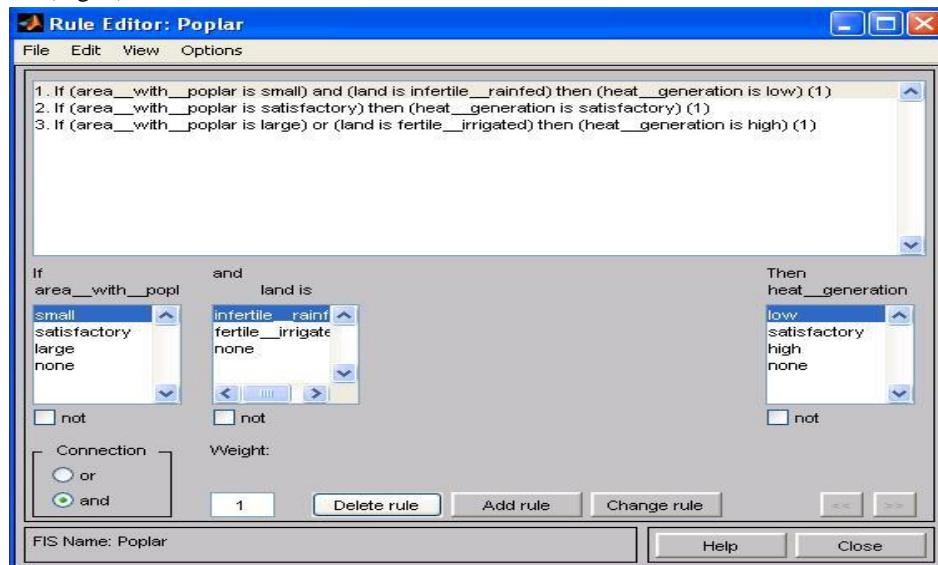 Rule Editor: Poplar
File Edit View Options
1. If (area__with__poplar is small) and (land is infertile__rainfed) then (heat__generation is low) (1)
2. If (area__with__poplar is satisfactory) then (heat__generation is satisfactory) (1)
3. If (area__with__poplar is large) or (land is fertile__irrigated) then (heat__generation is high) (1)
If and Then
area__with__popl land is heat__generation
small infertile__rainf low
satisfactory fertile__irrigate satisfactory
large none high
none none
not not not
Connection Weight:
or
and 1 Delete rule Add rule Change rule << >>
FIS Name: Poplar Help Close